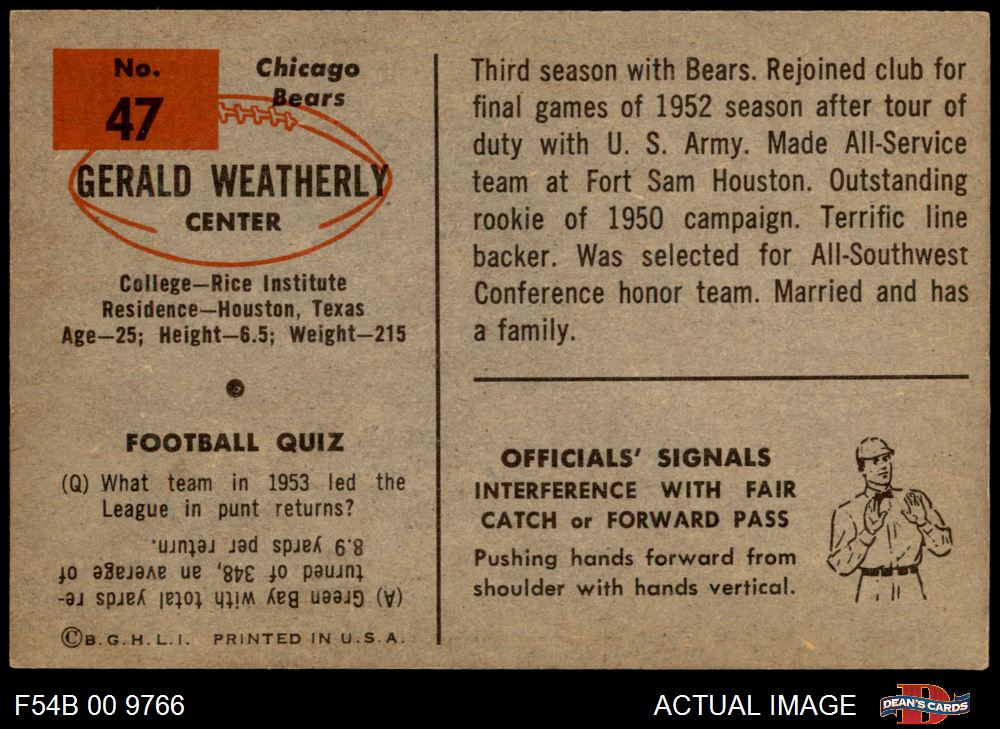 No.
47
Chicago
Bears
GERALD WEATHERLY
CENTER
College—Rice Institute
Residence—Houston, Texas
Age—25; Height—6.5; Weight—215
FOOTBALL QUIZ
(Q) What team in 1953 led the
League in punt returns?
(A) Green Bay with total yards re-
turned of 348, an average of
8.9 yards per return.
©B.G.H.L.I. PRINTED IN U.S.A.
Third season with Bears. Rejoined club for
final games of 1952 season after tour of
duty with U. S. Army. Made All-Service
team at Fort Sam Houston. Outstanding
rookie of 1950 campaign. Terrific line
backer. Was selected for All-Southwest
Conference honor team. Married and has
a family.
OFFICIALS' SIGNALS
INTERFERENCE WITH FAIR
CATCH or FORWARD PASS
Pushing hands forward from
shoulder with hands vertical.
F54B 00 9766
ACTUAL IMAGE
DEAN'S CARDS